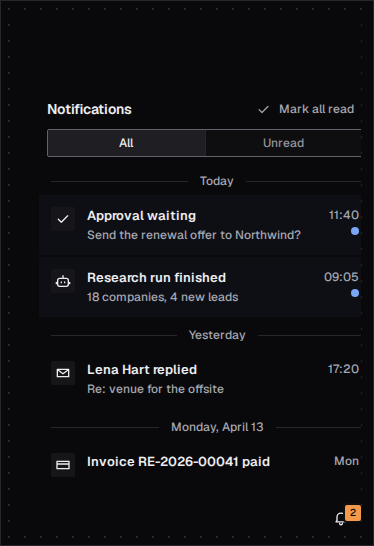 Notifications
Mark all read
All
Unread
Today
Approval waiting
11:40
Send the renewal offer to Northwind?
Research run finished
09:05
18 companies, 4 new leads
Yesterday
Lena Hart replied
17:20
Re: venue for the offsite
Monday, April 13
Invoice RE-2026-00041 paid
Mon
2